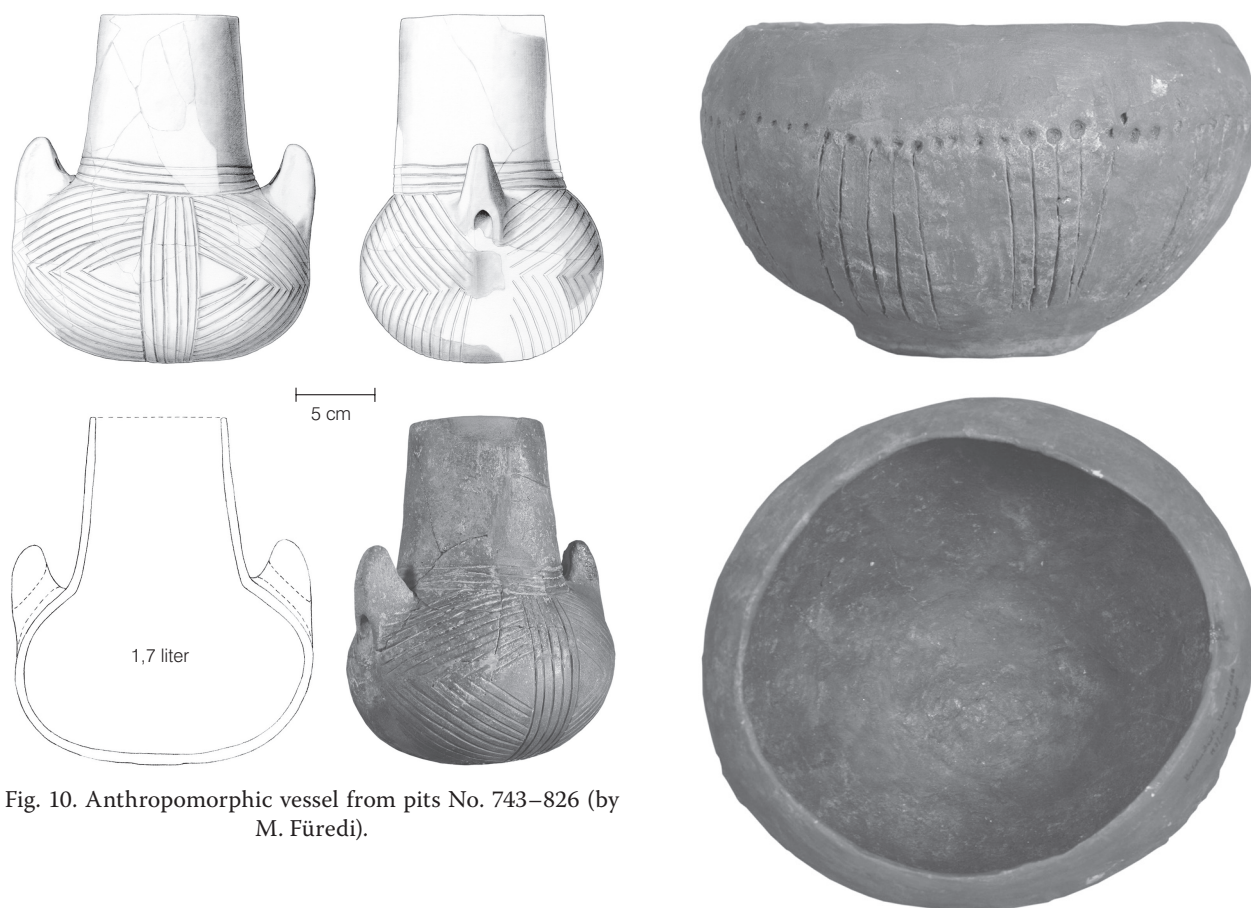 5 cm
1,7 liter
Fig. 10. Anthropomorphic vessel from pits No. 743–826 (by
M. Füredi).